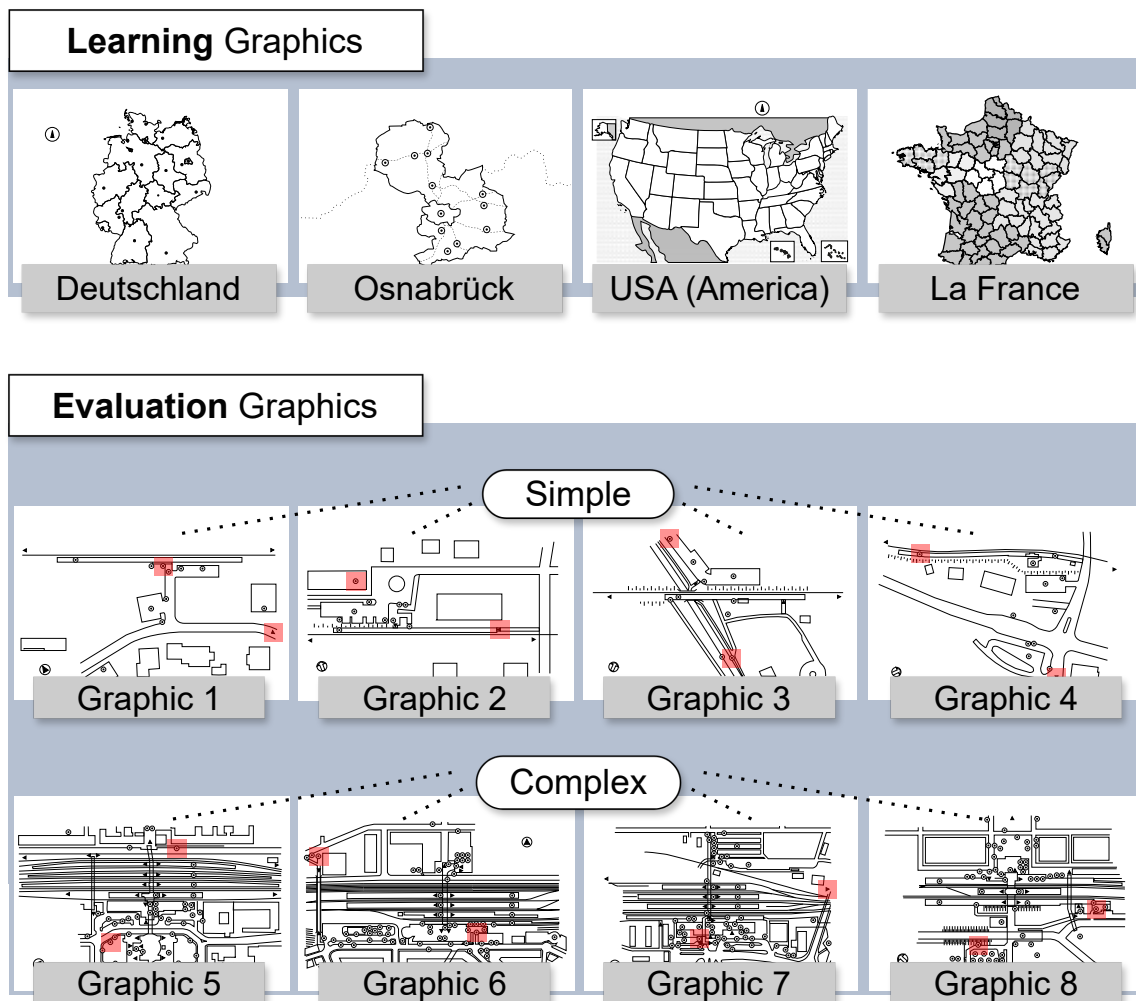 Learning Graphics
Deutschland
Osnabrück
USA (America)
La France
Evaluation Graphics
Simple
Graphic 1
Graphic 2
Graphic 3
Graphic 4
Complex
Graphic 5
Graphic 6
Graphic 7
Graphic 8